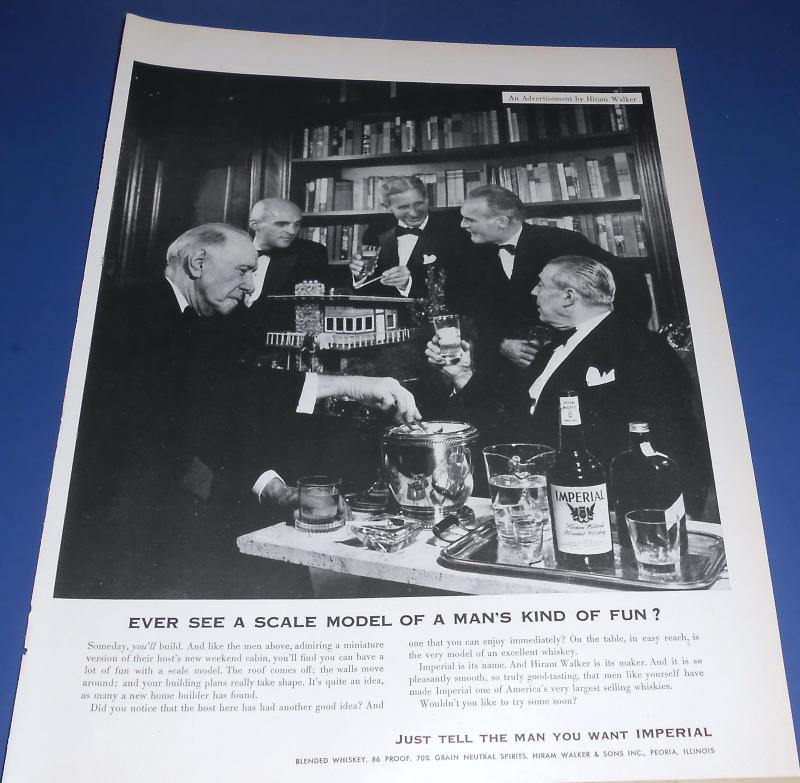 An Advertisement by Hiram Walker
HIRAM
WALKER
IMPERIAL
Hiram Walker
Blended Whiskey
EVER SEE A SCALE MODEL OF A MAN'S KIND OF FUN?
Someday, you'll build. And like the men above, admiring a miniature
version of their host's new weekend cabin, you'll find you can have a
lot of fun with a scale model. The roof comes off; the walls move
around; and your building plans really take shape. It's quite an idea,
as many a new home builder has found.
Did you notice that the host here has had another good idea? And
one that you can enjoy immediately? On the table, in easy reach, is
the very model of an excellent whiskey.
Imperial is its name. And Hiram Walker is its maker. And it is so
pleasantly smooth, so truly good-tasting, that men like yourself have
made Imperial one of America's very largest selling whiskies.
Wouldn't you like to try some soon?
JUST TELL THE MAN YOU WANT IMPERIAL
BLENDED WHISKEY. 86 PROOF. 70% GRAIN NEUTRAL SPIRITS. HIRAM WALKER & SONS INC., PEORIA, ILLINOIS